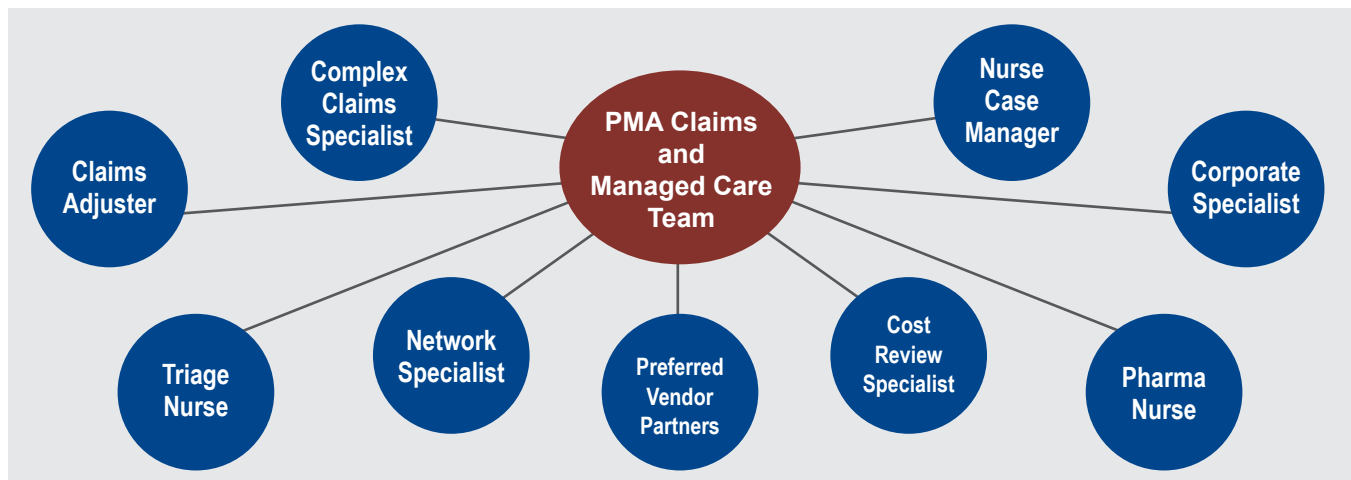 Complex
Claims
Specialist
PMA Claims
and
Managed Care
Team
Nurse
Case
Manager
Claims
Adjuster
Corporate
Specialist
Triage
Nurse
Network
Specialist
Preferred
Vendor
Partners
Cost
Review
Specialist
Pharma
Nurse